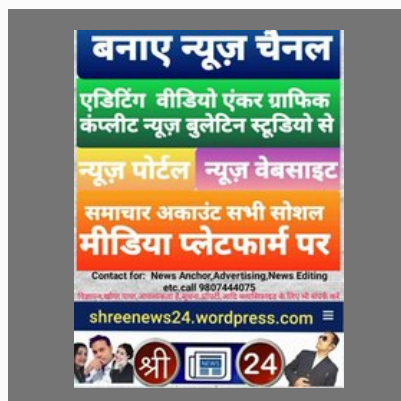 बनाए न्यूज़ चैनल
एडिटिंग वीडियो एंकर ग्राफिक
कंप्लीट न्यूज़ बुलेटिन स्टूडियो से
न्यूज़ पोर्टल न्यूज़ वेबसाइट
समाचार अकाउंट सभी सोशल
मीडिया प्लेटफार्म पर
Contact for: News Anchor,Advertising,News Editing
etc.call 9807444075
shreenews24.wordpress.com
श्री NEWS 24